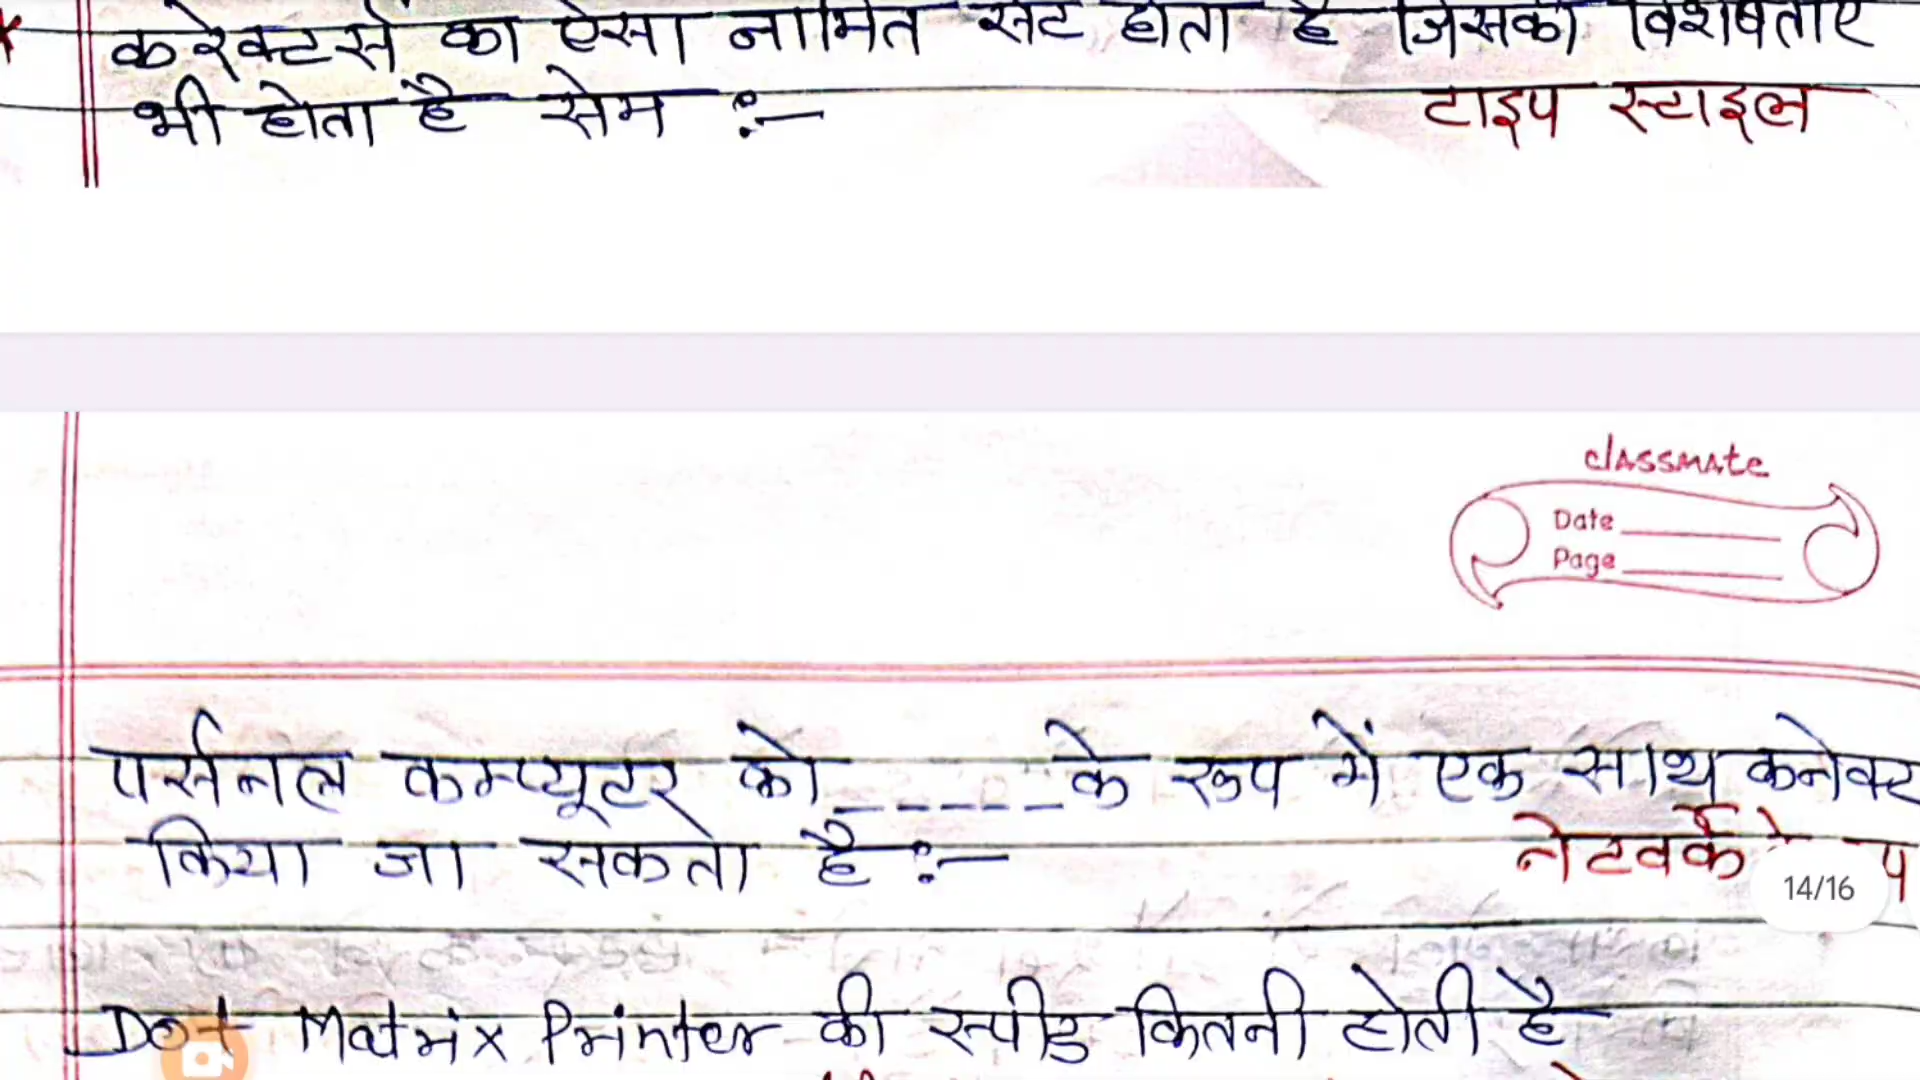 करेक्टर्स का ऐसा नामित सेट होता है जिसकी विशेषताएं
भी होता है सेम :-
टाइप स्टाइल
classmate
Date
Page
पर्सनल कम्प्यूटर को _ _ _ _ _ के रूप में एक साथ कनेक्ट
किया जा सकता है :-
नेटवर्क
14/16
Dot Matrix Printer की स्पीड कितनी होती है